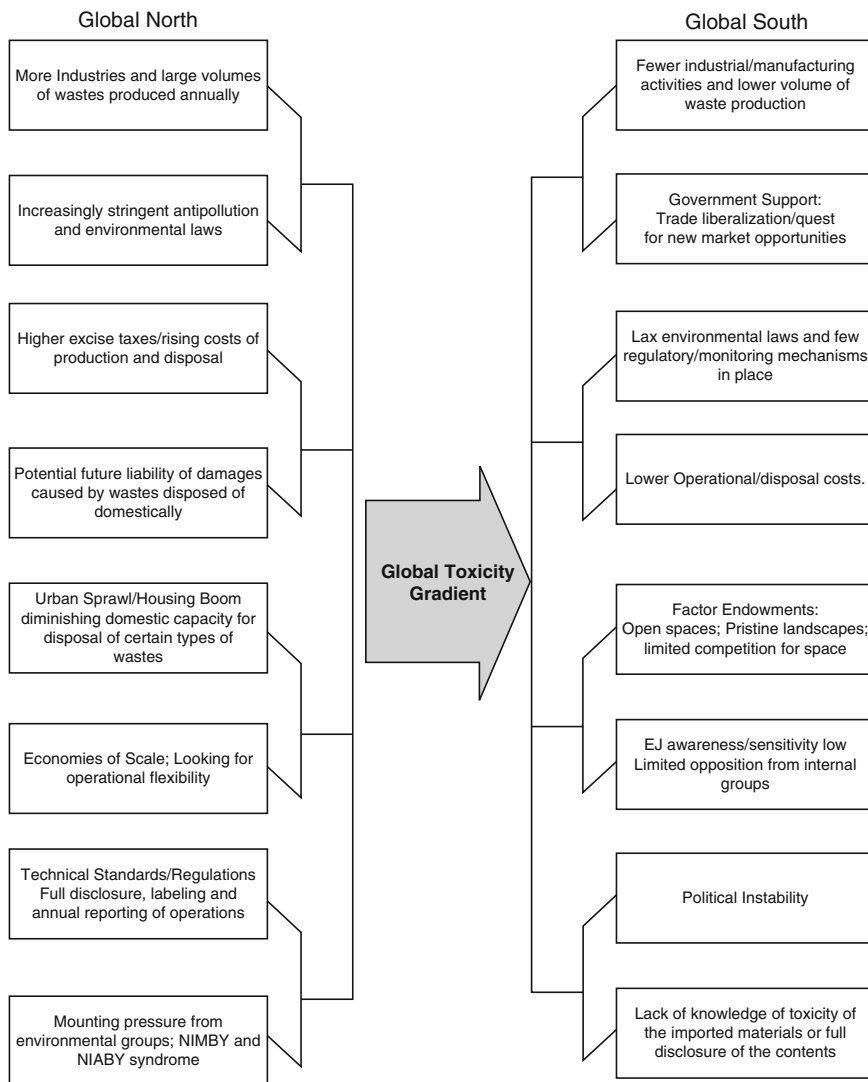 Global North
More Industries and large volumes
of wastes produced annually
Increasingly stringent antipollution
and environmental laws
Higher excise taxes/rising costs of
production and disposal
Potential future liability of damages
caused by wastes disposed of
domestically
Urban Sprawl/Housing Boom
diminishing domestic capacity for
disposal of certain types of
wastes
Economies of Scale; Looking for
operational flexibility
Technical Standards/Regulations
Full disclosure, labeling and
annual reporting of operations
Mounting pressure from
environmental groups; NIMBY and
NIABY syndrome
Global Toxicity
Gradient
Global South
Fewer industrial/manufacturing
activities and lower volume of
waste production
Government Support:
Trade liberalization/quest
for new market opportunities
Lax environmental laws and few
regulatory/monitoring mechanisms
in place
Lower Operational/disposal costs.
Factor Endowments:
Open spaces; Pristine landscapes;
limited competition for space
EJ awareness/sensitivity low
Limited opposition from internal
groups
Political Instability
Lack of knowledge of toxicity of
the imported materials or full
disclosure of the contents